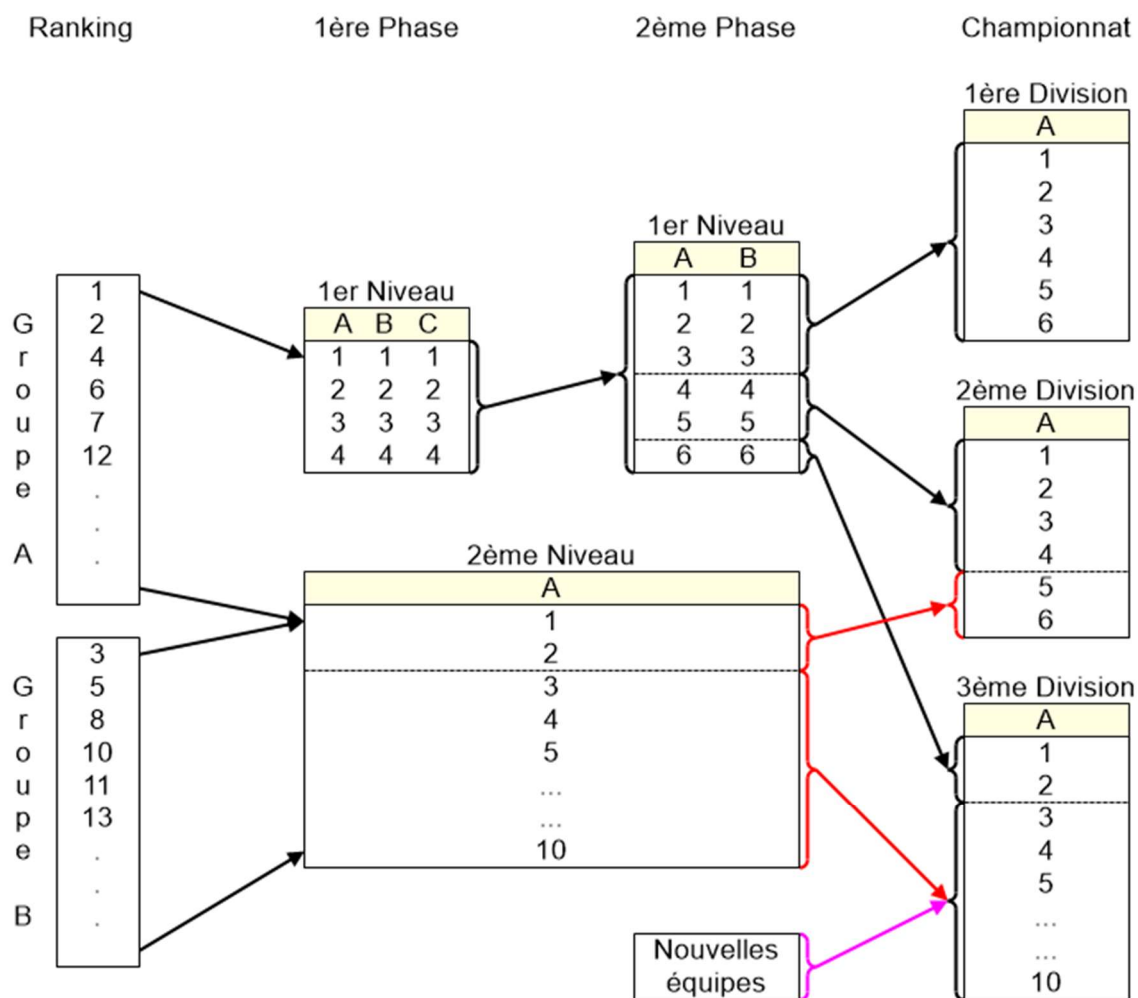 Ranking 1ère Phase 2ème Phase Championnat
Groupe A
1
2
4
6
7
12
.
.
.
Groupe B
3
5
8
10
11
13
.
.
.
1er Niveau
A B C
1 1 1
2 2 2
3 3 3
4 4 4
2ème Niveau
A
1
2
3
4
5
...
...
10
1er Niveau
A B
1 1
2 2
3 3
4 4
5 5
6 6
Nouvelles
équipes
1ère Division
A
1
2
3
4
5
6
2ème Division
A
1
2
3
4
5
6
3ème Division
A
1
2
3
4
5
...
...
10